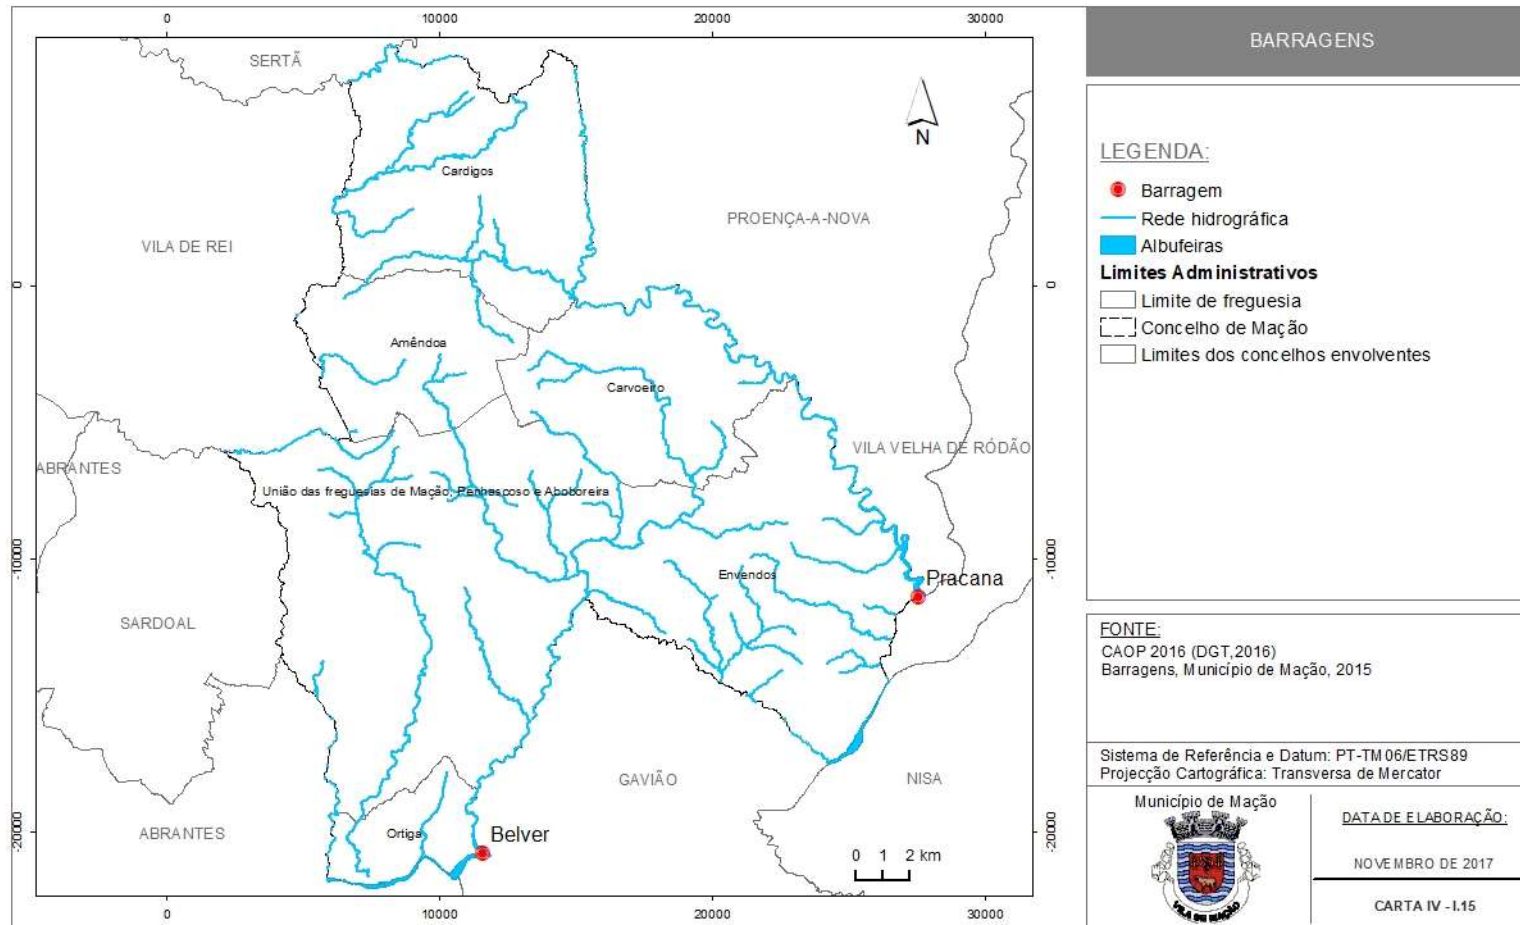 0
10000
20000
30000
SERTÃ
VILA DE REI
PROENÇA-A-NOVA
N
Cardigos
0
0
Amêndoa
Carvoeiro
ABRANTES
VILA VELHA DE RÓDÃO
União das freguesias de Mação, Penhascoso e Aboboreira
-10000
-10000
Envendos
Pracana
SARDOAL
GAVIÃO
NISA
ABRANTES
Ortiga
Belver
-20000
-20000
0 1 2 km
0
10000
20000
30000
BARRAGENS
LEGENDA:
Barragem
Rede hidrográfica
Albufeiras
Limites Administrativos
Limite de freguesia
Concelho de Mação
Limites dos concelhos envolventes
FONTE:
CAOP 2016 (DGT,2016)
Barragens, Município de Mação, 2015
Sistema de Referência e Datum: PT-TM06/ETRS89
Projecção Cartográfica: Transversa de Mercator
Município de Mação
VILA DE MAÇÃO
DATA DE ELABORAÇÃO:
NOVEMBRO DE 2017
CARTA IV - I.15